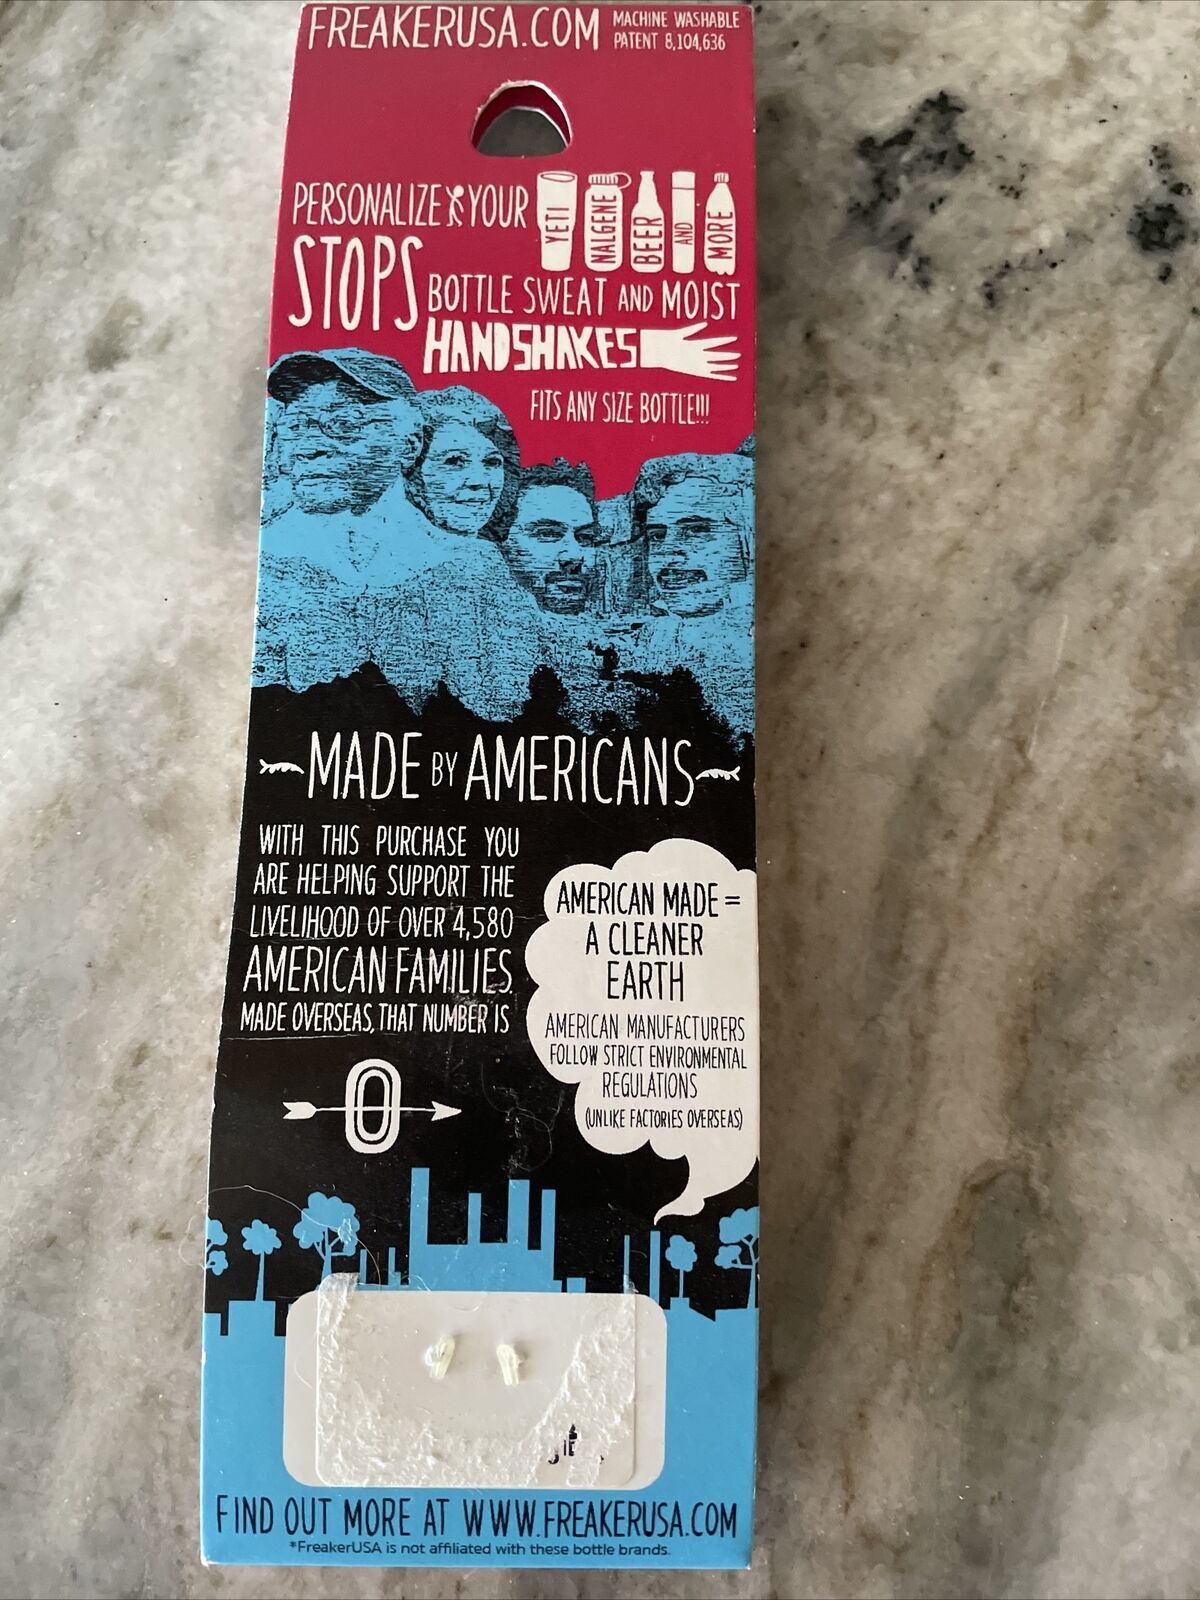 FREAKERUSA.COM
MACHINE WASHABLE
PATENT 8,104,636
PERSONALIZE YOUR
YETI
NALGENE
BEER
AND
MORE
STOPS
BOTTLE SWEAT AND MOIST
HANDSHAKES
FITS ANY SIZE BOTTLE!!!
MADE BY AMERICANS
WITH THIS PURCHASE YOU
ARE HELPING SUPPORT THE
LIVELIHOOD OF OVER 4,580
AMERICAN FAMILIES.
MADE OVERSEAS, THAT NUMBER IS
0
AMERICAN MADE =
A CLEANER
EARTH
AMERICAN MANUFACTURERS
FOLLOW STRICT ENVIRONMENTAL
REGULATIONS
(UNLIKE FACTORIES OVERSEAS)
FIND OUT MORE AT WWW.FREAKERUSA.COM
*FreakerUSA is not affiliated with these bottle brands.